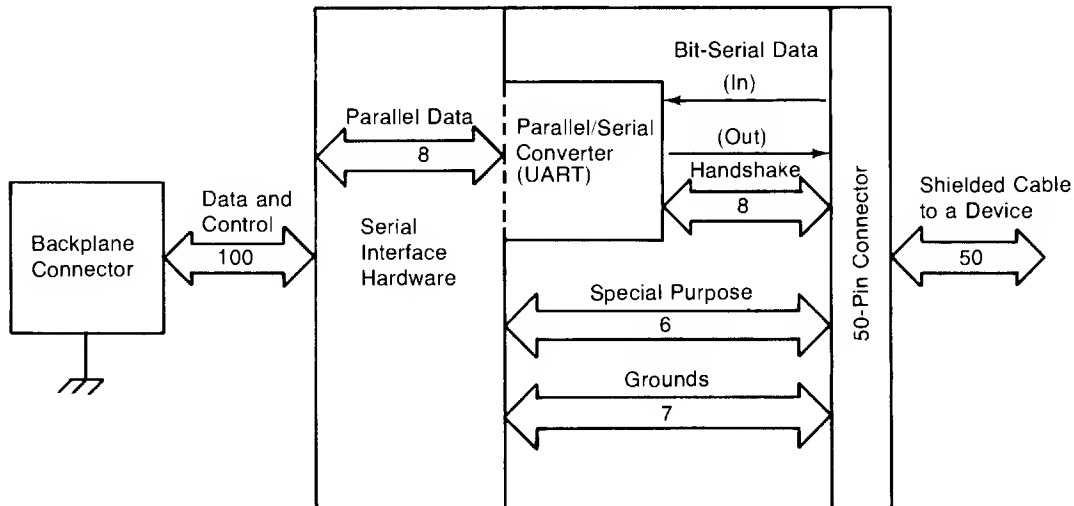 Backplane
Connector
Data and
Control
100
Parallel Data
8
Serial
Interface
Hardware
Parallel/Serial
Converter
(UART)
Bit-Serial Data
(In)
(Out)
Handshake
8
Special Purpose
6
Grounds
7
50-Pin Connector
Shielded Cable
to a Device
50